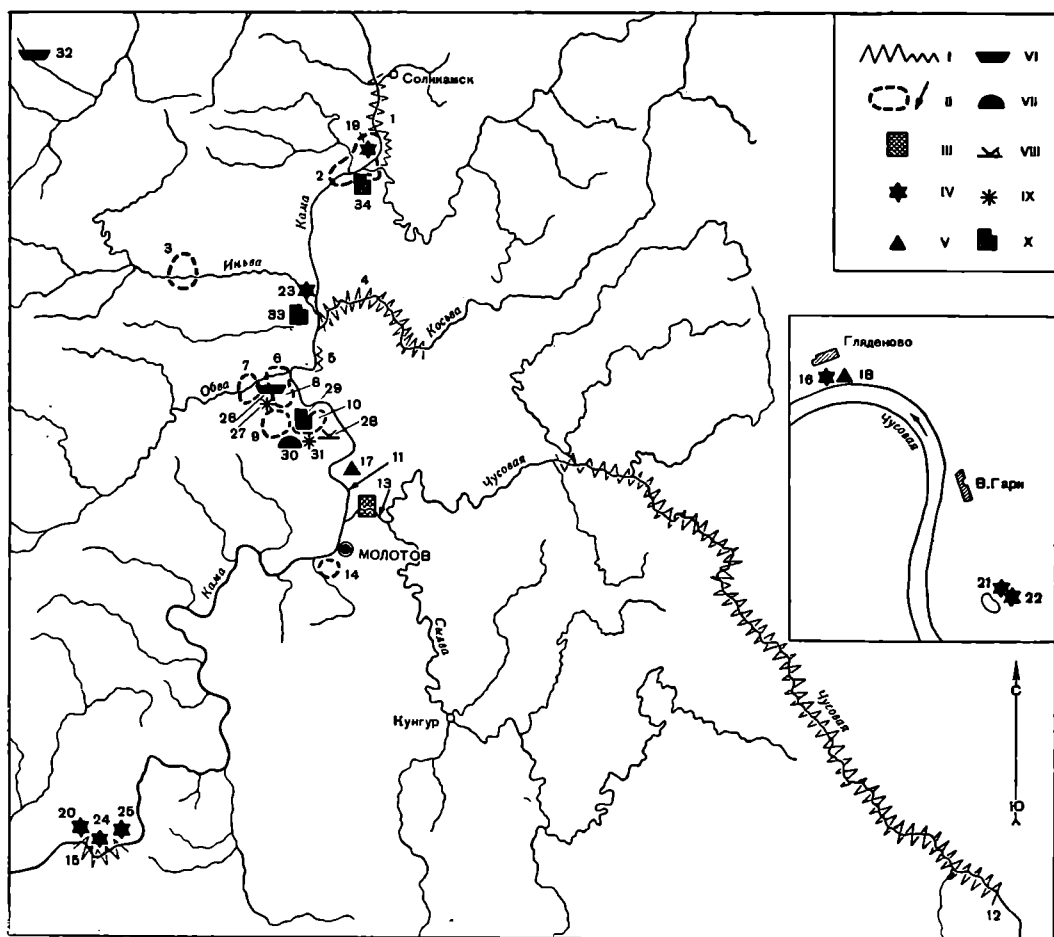 32
Соликамск
1
19
2
34
Кама
3
Иньва
23
33
4
Косьва
5
6
7
Обва
8
29
10
26
27
9
28
30
31
17
11
13
Чусовая
МОЛОТОВ
14
Кама
Сылва
Кунгур
Чусовая
20
24
25
15
12
I
VI
II
VII
III
VIII
IV
IX
V
X
Гляденово
16
18
Чусовая
В.Гари
21
22
С
Ю